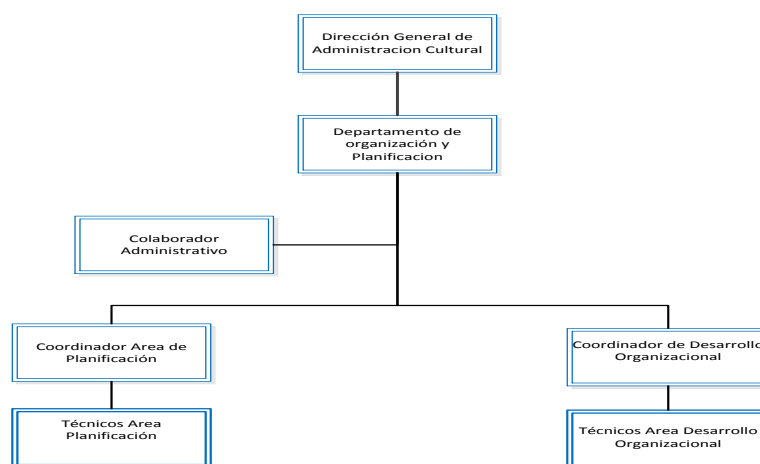 Dirección General de
Administracion Cultural
Departamento de
organización y
Planificacion
Colaborador
Administrativo
Coordinador Area de
Planificación
Coordinador de Desarrollo
Organizacional
Técnicos Area
Planificación
Técnicos Area Desarrollo
Organizacional